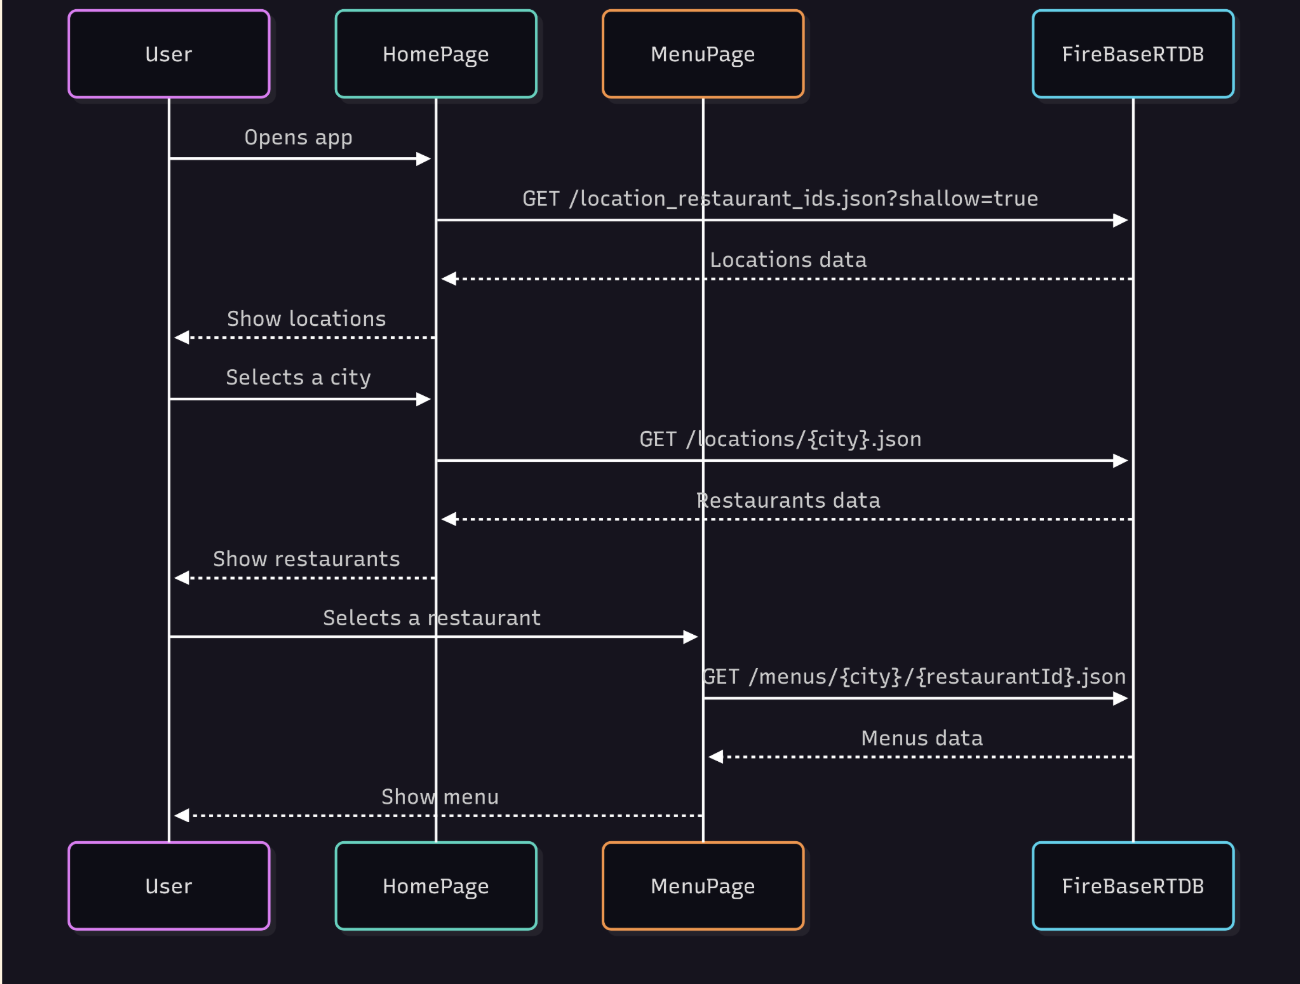 User
HomePage
MenuPage
FireBaseRTDB
Opens app
GET /location_restaurant_ids.json?shallow=true
Locations data
Show locations
Selects a city
GET /locations/{city}.json
Restaurants data
Show restaurants
Selects a restaurant
GET /menus/{city}/{restaurantId}.json
Menus data
Show menu
User
HomePage
MenuPage
FireBaseRTDB